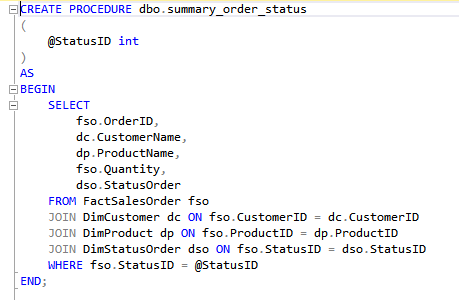 CREATE PROCEDURE dbo.summary_order_status
(
    @StatusID int
)
AS
BEGIN
    SELECT
        fso.OrderID,
        dc.CustomerName,
        dp.ProductName,
        fso.Quantity,
        dso.StatusOrder
    FROM FactSalesOrder fso
    JOIN DimCustomer dc ON fso.CustomerID = dc.CustomerID
    JOIN DimProduct dp ON fso.ProductID = dp.ProductID
    JOIN DimStatusOrder dso ON fso.StatusID = dso.StatusID
    WHERE fso.StatusID = @StatusID
END;